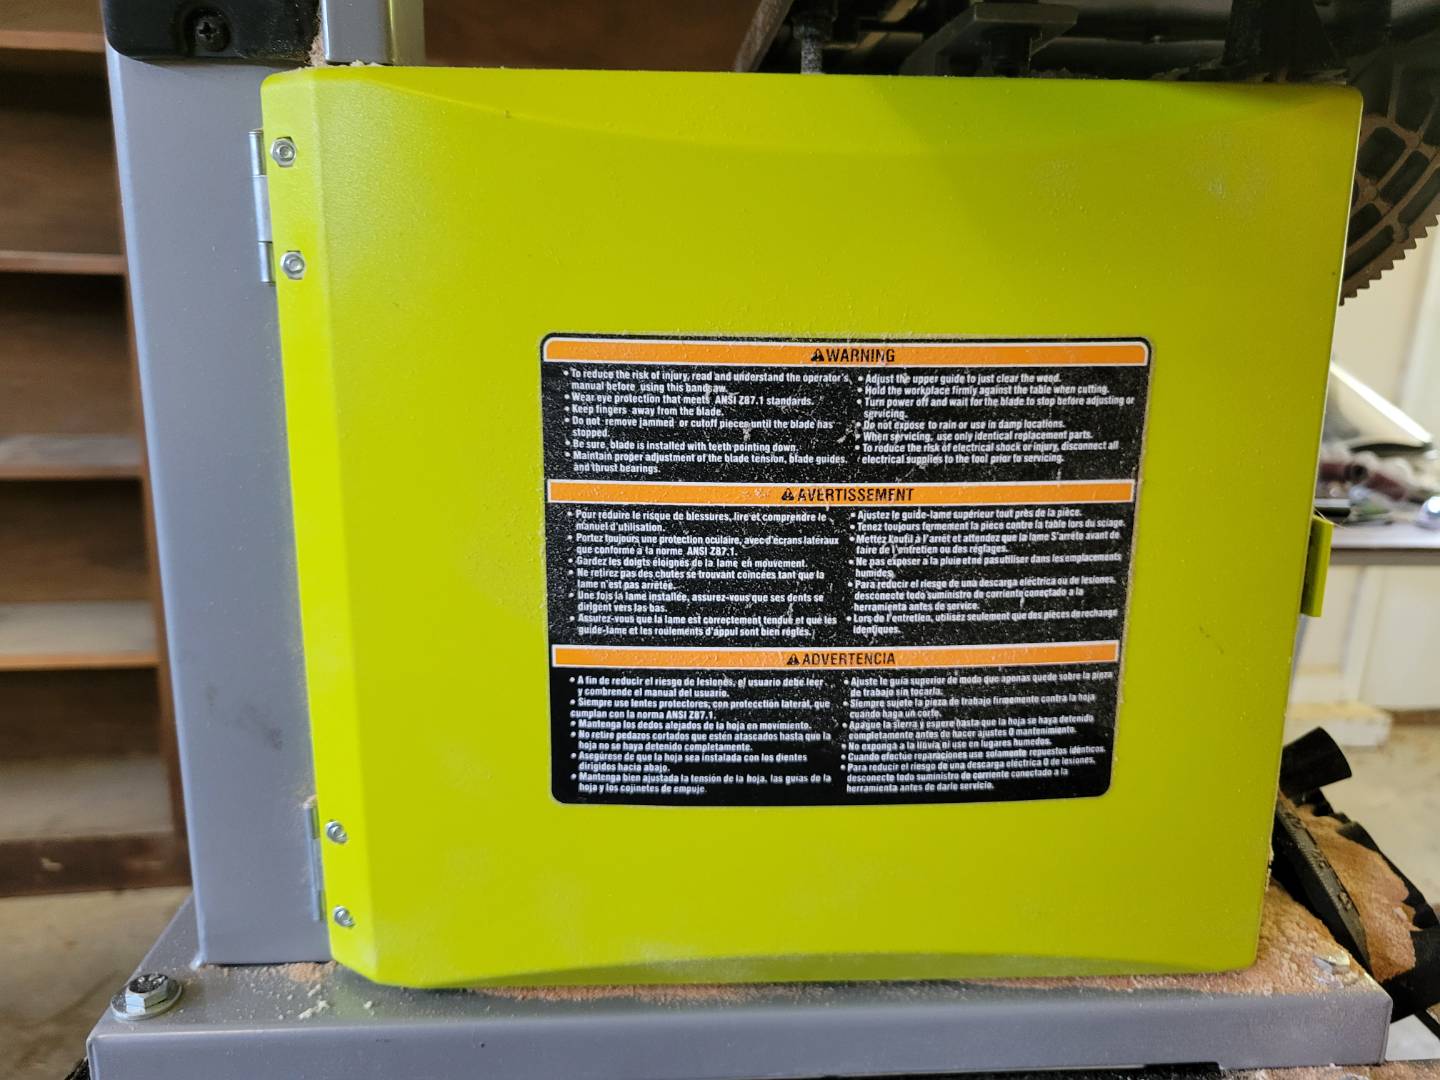 ⚠WARNING
• To reduce the risk of injury, read and understand the operator's
manual before using this bandsaw.
• Wear eye protection that meets ANSI Z87.1 standards.
• Keep fingers away from the blade.
• Do not remove jammed or cutoff pieces until the blade has
stopped.
• Be sure blade is installed with teeth pointing down.
• Maintain proper adjustment of the blade tension, blade guides,
and thrust bearings.
• Adjust the upper guide to just clear the wood.
• Hold the workplace firmly against the table when cutting.
• Turn power off and wait for the blade to stop before adjusting or
servicing.
• Do not expose to rain or use in damp locations.
• When servicing, use only identical replacement parts.
• To reduce the risk of electrical shock or injury, disconnect all
electrical supplies to the tool prior to servicing.
⚠AVERTISSEMENT
• Pour réduire le risque de blessures, lire et comprendre le
manuel d'utilisation.
• Portez toujours une protection oculaire, avec d'écrans latéraux
que conforme à la norme ANSI Z87.1.
• Gardez les doigts éloignés de la lame en mouvement.
• Ne retirez pas des chutes se trouvant coincées tant que la
lame n'est pas arrêtée.
• Une fois la lame installée, assurez-vous que ses dents se
dirigent vers las bas.
• Assurez-vous que la lame est correctement tendue et que les
guide-lame et les roulements d'appui sont bien réglés.
• Ajustez le guide-lame supérieur tout près de la pièce.
• Tenez toujours fermement la pièce contre la table lors du sciage.
• Mettez l'outil à l'arrêt et attendez que la lame S'arrête avant de
faire de l'entretien ou des réglages.
• Ne pas exposer à la pluie et ne pas utiliser dans les emplacements
humides.
• Para reducir el riesgo de una descarga eléctrica ou de lesiones,
desconecte todo suministro de corriente conectado a la
herramienta antes de service.
• Lors de l'entretien, utilisez seulement que des pièces de rechange
identiques.
⚠ADVERTENCIA
• A fin de reducir el riesgo de lesionés, el usuario debe leer
y combrende el manual del usuario.
• Siempre use lentes protectores, con protecctión lateral, que
cumplan con la norma ANSI Z87.1.
• Mantenga los dedos alejados de la hoja en movimiento.
• No retire pedazos cortados que estén atascados hasta que la
hoja no se haya detenido completamente.
• Asegúrese de que la hoja sea instalada con los dientes
dirigidos hacia abajo.
• Mantenga bien ajustada la tensión de la hoja, las guías de la
hoja y los cojinetes de empuje.
• Ajuste le guía superior de modo que apenas quede sobre la pieza
de trabajo sin tocarla.
• Siempre sujete la pieza de trabajo firmemente contra la hoja
cuando haga un corte.
• Apague la sierra y espere hasta que la hoja se haya detenido
completamente antes de hacer ajustes O mantenimiento.
• No exponga a la lluvia ni use en lugares humedos.
• Cuando efectúe reparaciones use solamente repuestos idénticos.
• Para reducir el riesgo de una descarga eléctrica O de lesiones,
desconecte todo suministro de corriente conectado a la
herramienta antes de darle servicio.